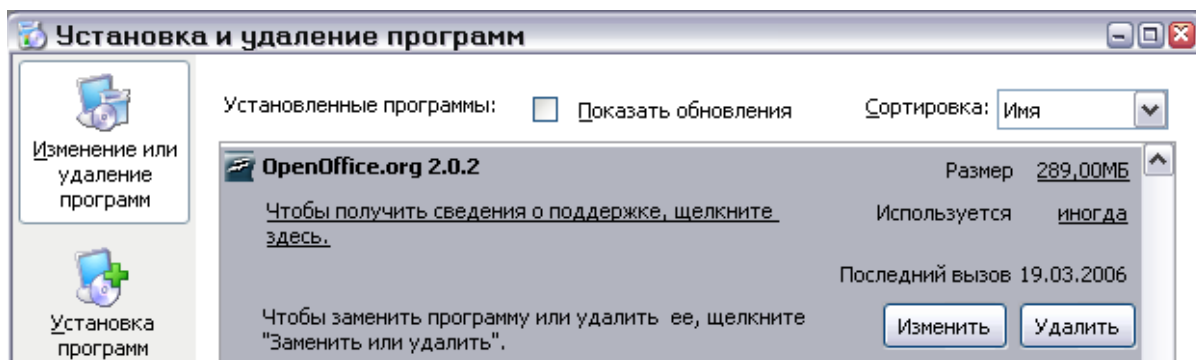 Установка и удаление программ
Изменение или
удаление
программ
Установка
программ
Установленные программы:
Показать обновления
Сортировка:
Имя
OpenOffice.org 2.0.2
Размер 289,00МБ
Чтобы получить сведения о поддержке, щелкните
здесь.
Используется иногда
Последний вызов 19.03.2006
Чтобы заменить программу или удалить ее, щелкните
"Заменить или удалить".
Изменить
Удалить